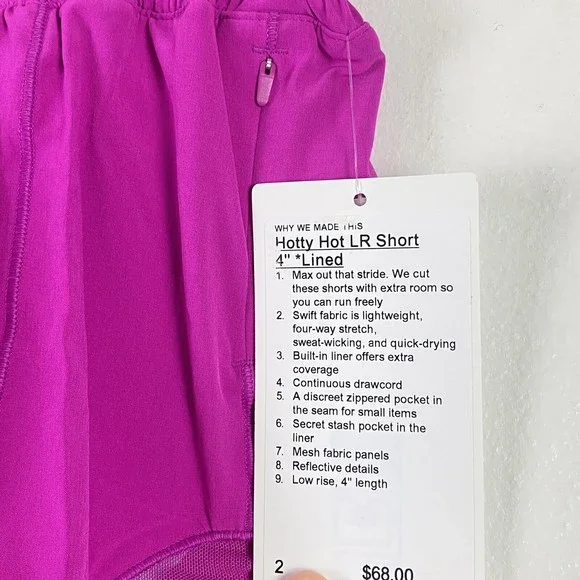 WHY WE MADE THIS
Hotty Hot LR Short
4" *Lined
1. Max out that stride. We cut
these shorts with extra room so
you can run freely
2. Swift fabric is lightweight,
four-way stretch,
sweat-wicking, and quick-drying
3. Built-in liner offers extra
coverage
4. Continuous drawcord
5. A discreet zippered pocket in
the seam for small items
6. Secret stash pocket in the
liner
7. Mesh fabric panels
8. Reflective details
9. Low rise, 4" length
2 $68.00